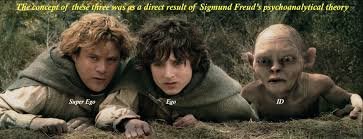 The concept of these three was as a direct result of Sigmund Freud's psychoanalytical theory
Super Ego
Ego
ID